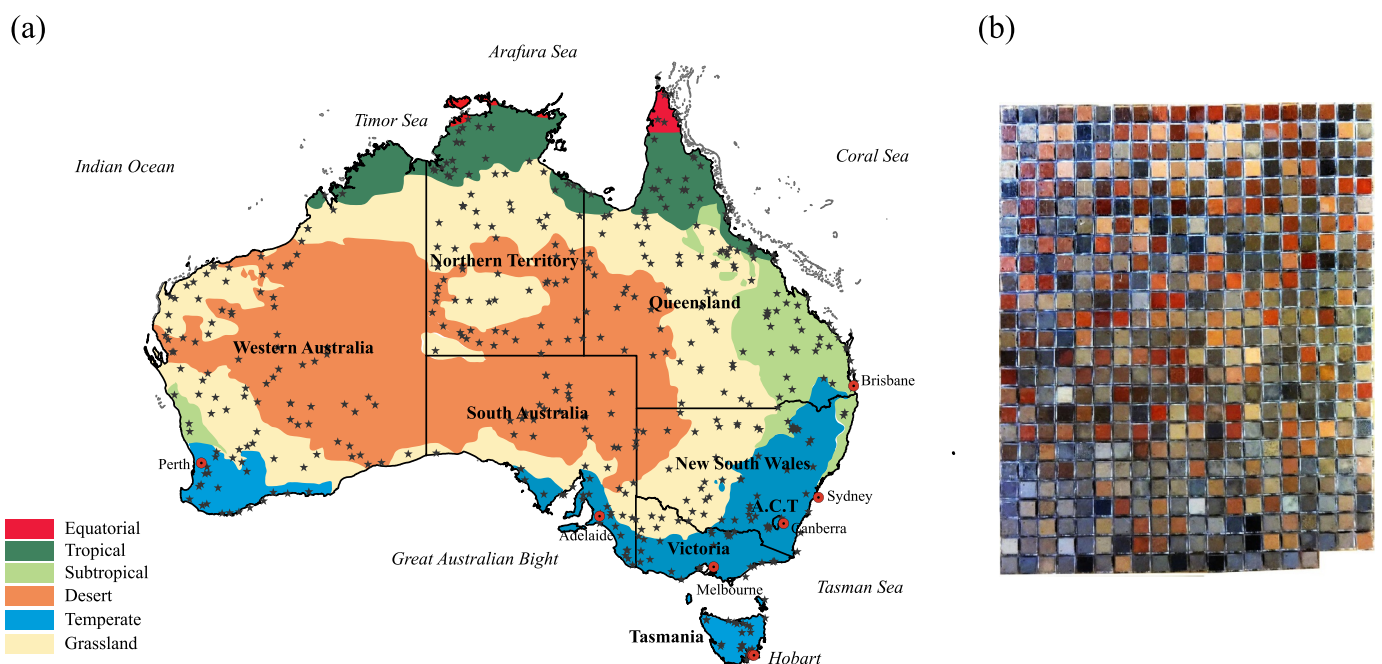 (a)
(b)
Arafura Sea
Timor Sea
Indian Ocean
Coral Sea
Northern Territory
Queensland
Western Australia
Brisbane
South Australia
Perth
New South Wales
Sydney
A.C.T
Canberra
Adelaide
Victoria
Great Australian Bight
Melbourne
Tasman Sea
Tasmania
Hobart
Equatorial
Tropical
Subtropical
Desert
Temperate
Grassland